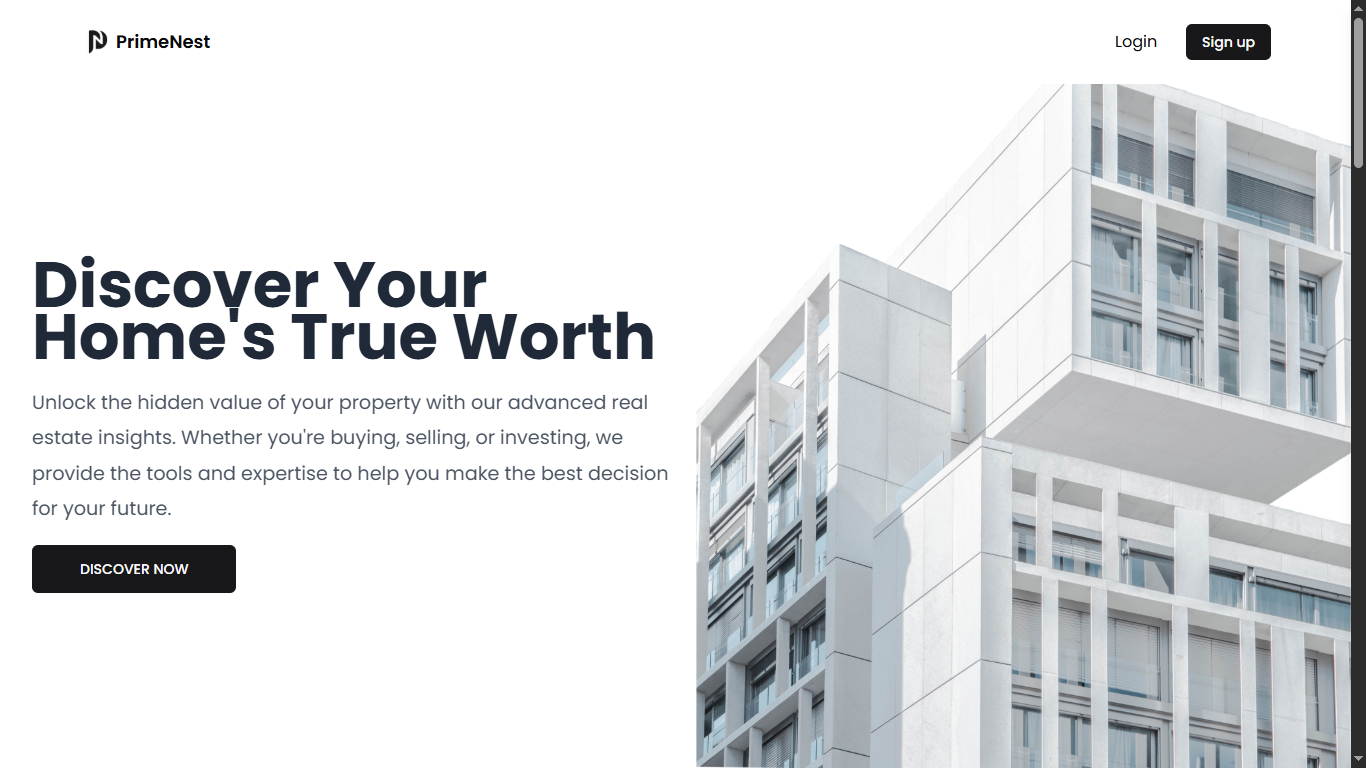 PrimeNest
Login
Sign up
Discover Your
Home's True Worth
Unlock the hidden value of your property with our advanced real
estate insights. Whether you're buying, selling, or investing, we
provide the tools and expertise to help you make the best decision
for your future.
DISCOVER NOW